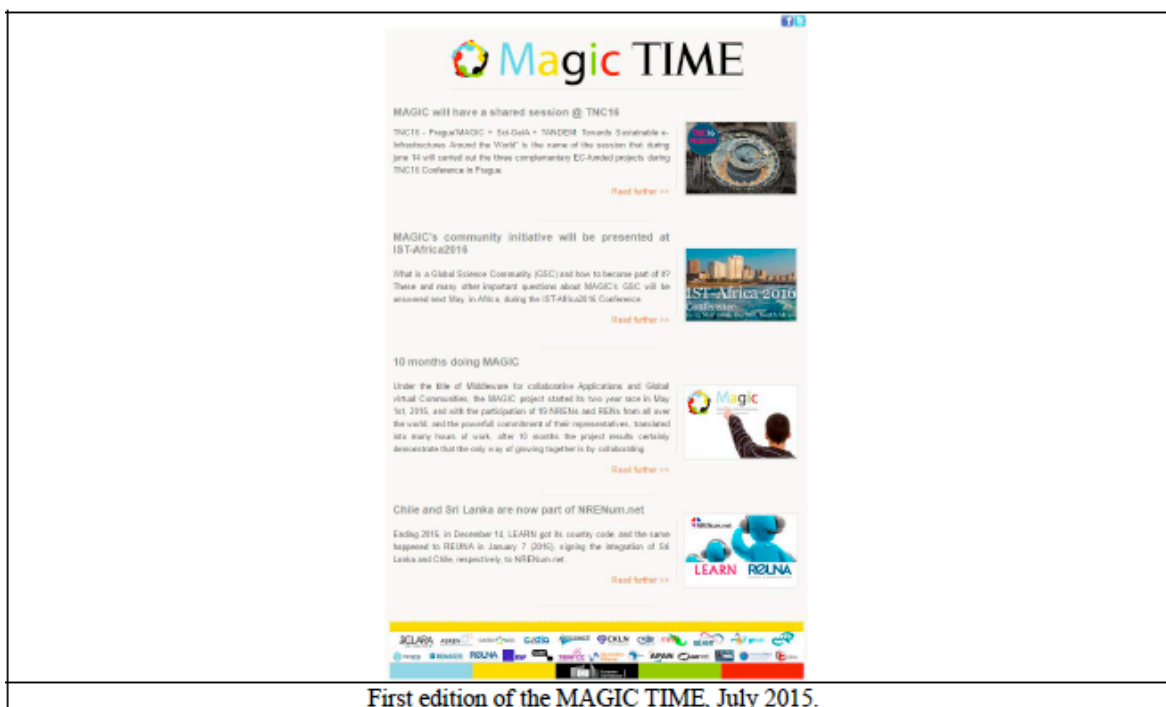 Magic TIME
MAGIC will have a shared session @ TNC16
TNC16 - Prague"MAGIC + Sci-GaIA + TANDEM: Towards Sustainable e-
Infrastructures Around the World" is the name of the session that during
june 14 will carried out the three complementary EC-funded projects during
TNC16 Conference in Prague.
Read further >>
MAGIC's community initiative will be presented at
IST-Africa2016
What is a Global Science Community (GSC) and how to became part of it?
These and many other important questions about MAGIC's GSC will be
answered next May, in Africa, during the IST-Africa2016 Conference.
Read further >>
IST-Africa 2016
Conference
10 months doing MAGIC
Under the title of Middleware for collaborative Applications and Global
virtual Communities, the MAGIC project started its two year race in May
1st, 2015, and with the participation of 19 NRENs and RENs from all over
the world, and the powerfull commitment of their representatives, translated
into many hours of work, after 10 months the project results certainly
demonstrate that the only way of growing together is by collaborating.
Read further >>
Magic
Chile and Sri Lanka are now part of NRENum.net
Ending 2015, in December 14, LEARN got its country code and the same
happened to REUNA in January 7 (2016), signing the integration of Sri
Lanka and Chile, respectively, to NRENum.net.
Read further >>
NRENum.net
LEARN REUNA
CKLN
REUNA
APAN
First edition of the MAGIC TIME, July 2015.